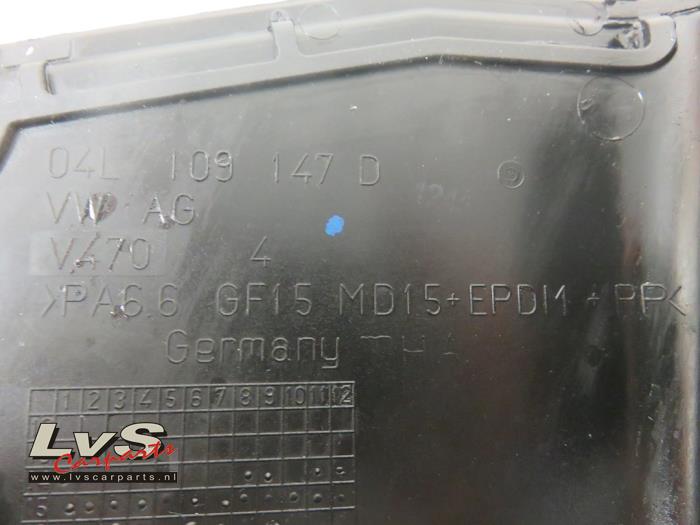 04L 109 147 D
VW AG
V470 4
>PA6.6 GF15 MD15+EPDM+PP<
Germany
1 2 3 4 5 6 7 8 9 10 11 12
LvS
Carparts
www.lvscarparts.nl